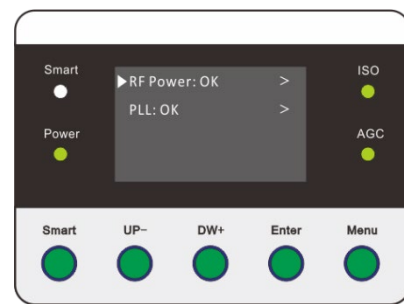 Smart
ISO
▶RF Power: OK >
PLL: OK >
Power
AGC
Smart UP− DW+ Enter Menu